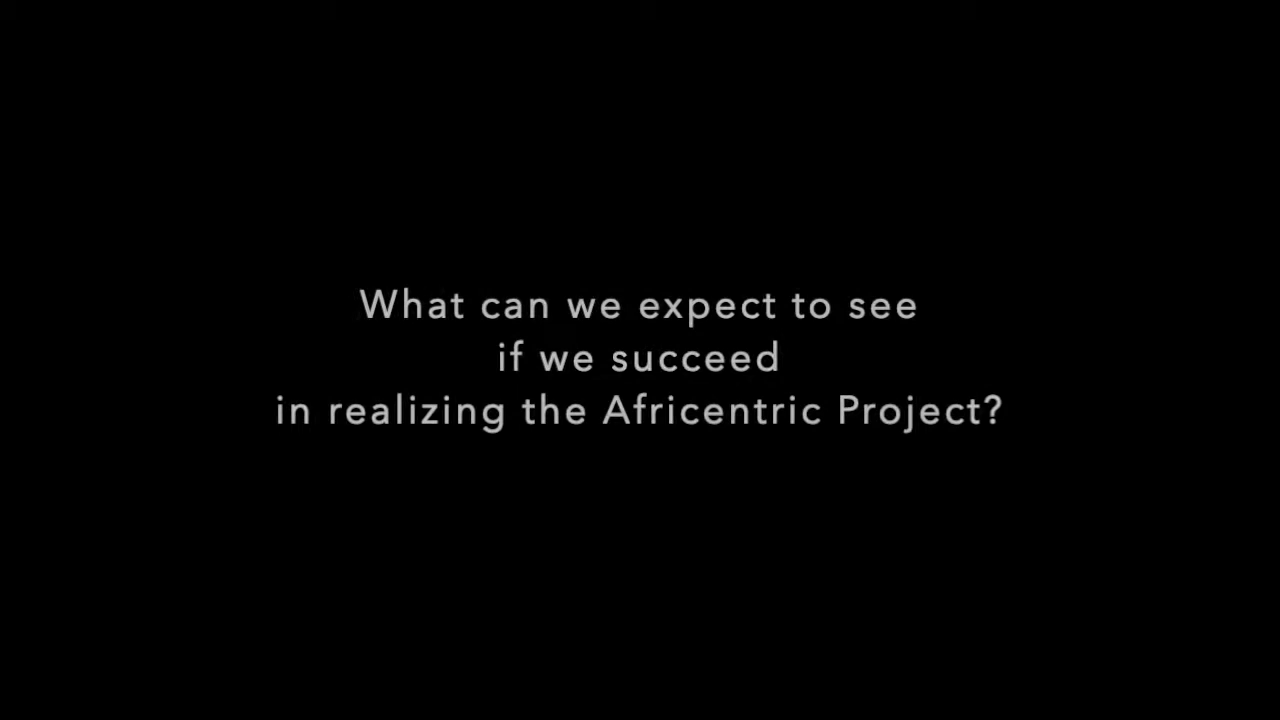 What can we expect to see
if we succeed
in realizing the Africentric Project?